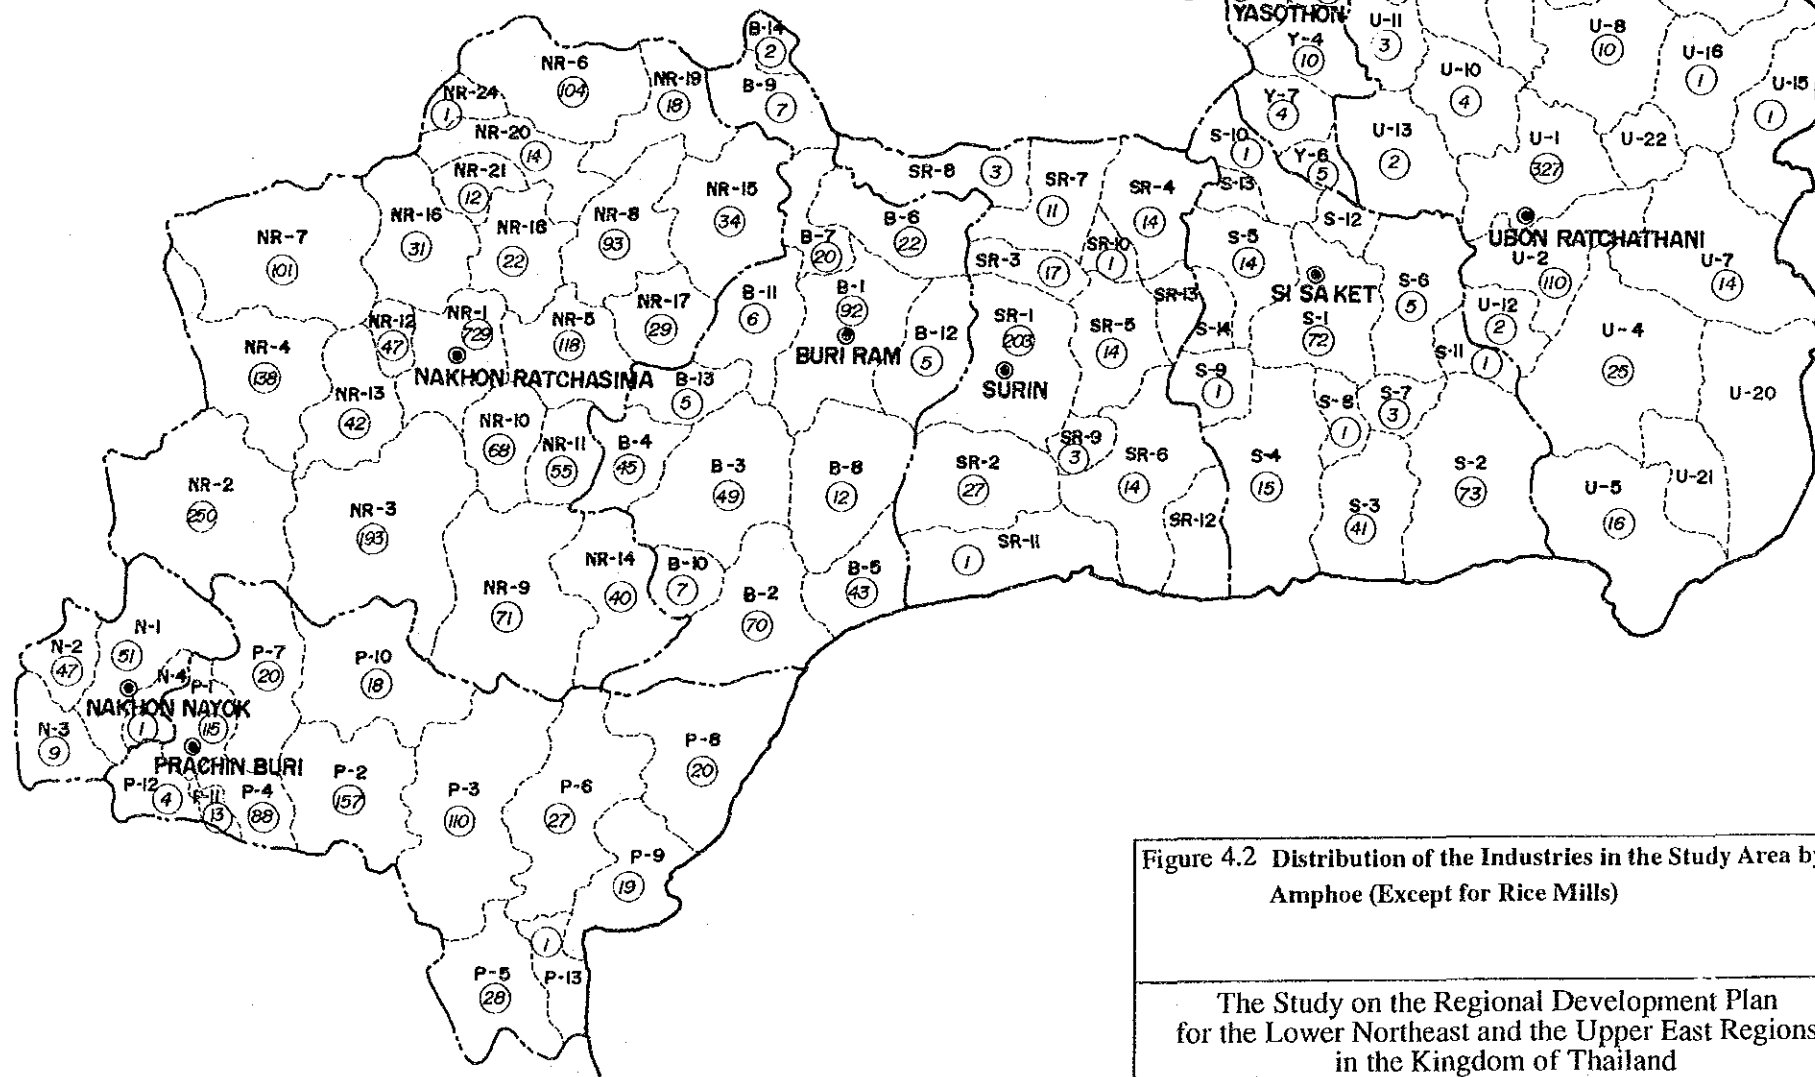 YASOTHON
U-11
3
U-8
10
B-14
2
Y-4
10
U-16
1
NR-6
104
NR-19
18
B-9
7
U-10
4
U-15
1
NR-24
1
Y-7
4
NR-20
14
S-10
1
U-13
2
U-1
327
U-22
NR-21
12
SR-8
3
SR-7
11
SR-4
14
Y-6
5
S-13
NR-15
34
NR-16
31
NR-8
93
B-6
22
S-12
NR-7
101
NR-18
22
B-7
20
SR-10
1
S-5
14
UBON RATCHATHANI
U-2
110
U-7
14
SR-3
17
B-11
6
B-1
92
SI SA KET
S-6
5
SR-13
NR-17
29
U-12
2
NR-12
47
NR-1
729
NR-5
118
SR-1
203
SR-5
14
S-14
S-1
72
U-4
25
B-12
5
NR-4
138
BURI RAM
S-11
1
NAKHON RATCHASIMA
B-13
5
S-9
1
SURIN
NR-13
42
S-7
3
U-20
S-8
1
NR-10
68
NR-11
55
B-4
45
SR-9
3
B-3
49
B-8
12
SR-2
27
SR-6
14
S-4
15
S-2
73
NR-2
250
U-5
16
U-21
NR-3
193
S-3
41
SR-12
SR-11
1
NR-14
40
B-10
7
B-5
43
NR-9
71
B-2
70
N-1
51
N-2
47
P-7
20
P-10
18
N-4
1
P-1
115
NAKHON NAYOK
N-3
9
PRACHIN BURI
P-8
20
P-12
4
P-11
13
P-4
88
P-2
157
P-3
110
P-6
27
P-9
19
1
P-13
P-5
28
Figure 4.2 Distribution of the Industries in the Study Area by
Amphoe (Except for Rice Mills)
The Study on the Regional Development Plan
for the Lower Northeast and the Upper East Regions
in the Kingdom of Thailand